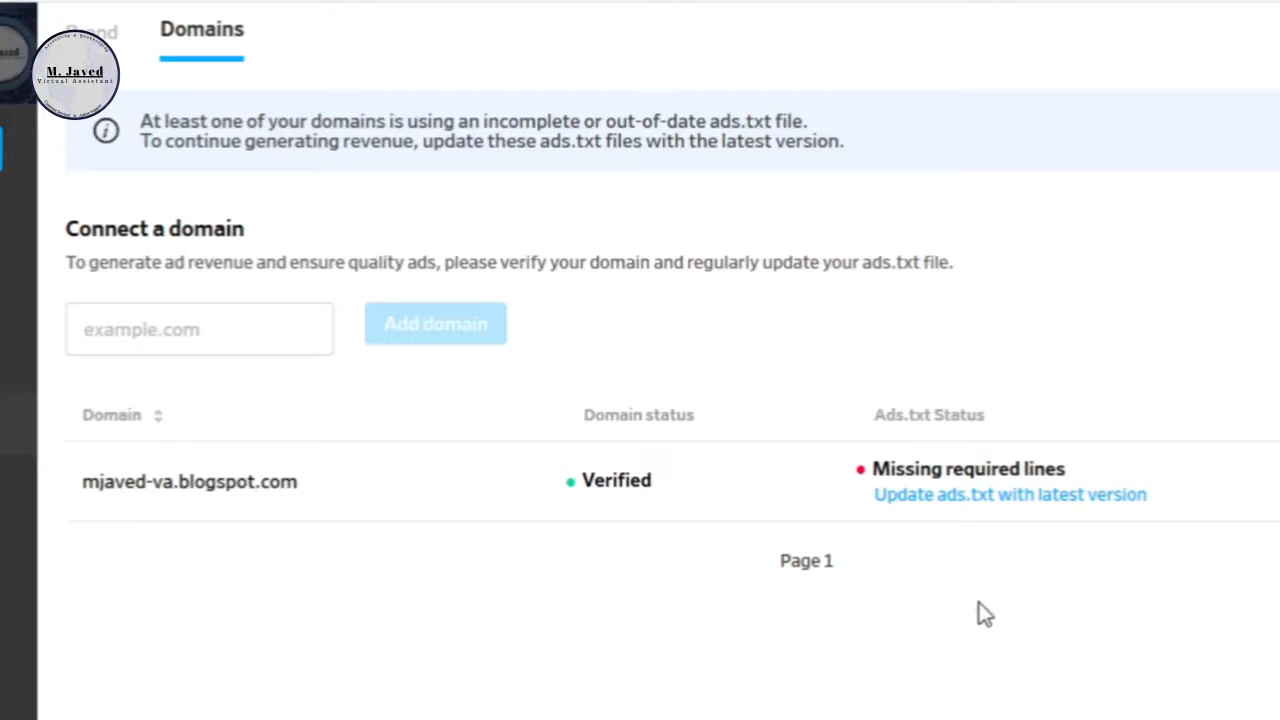 Brand
Domains
M. Javed
Virtual Assistant
At least one of your domains is using an incomplete or out-of-date ads.txt file.
To continue generating revenue, update these ads.txt files with the latest version.
Connect a domain
To generate ad revenue and ensure quality ads, please verify your domain and regularly update your ads.txt file.
example.com
Add domain
Domain
Domain status
Ads.txt Status
mjaved-va.blogspot.com
Verified
Missing required lines
Update ads.txt with latest version
Page 1